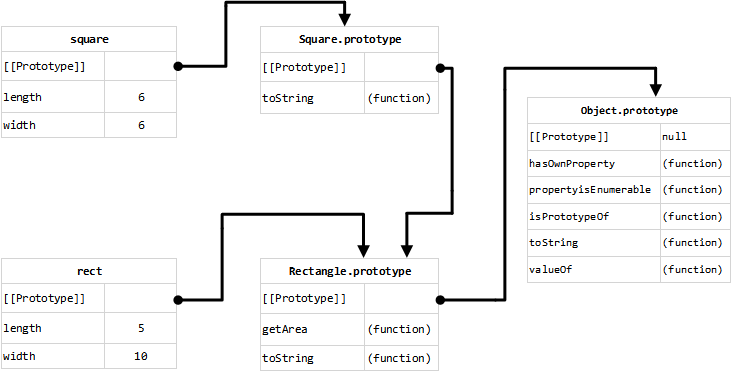 square
[[Prototype]]
length 6
width 6
Square.prototype
[[Prototype]]
toString (function)
Object.prototype
[[Prototype]] null
hasOwnProperty (function)
propertyisEnumerable (function)
isPrototypeOf (function)
toString (function)
valueOf (function)
rect
[[Prototype]]
length 5
width 10
Rectangle.prototype
[[Prototype]]
getArea (function)
toString (function)